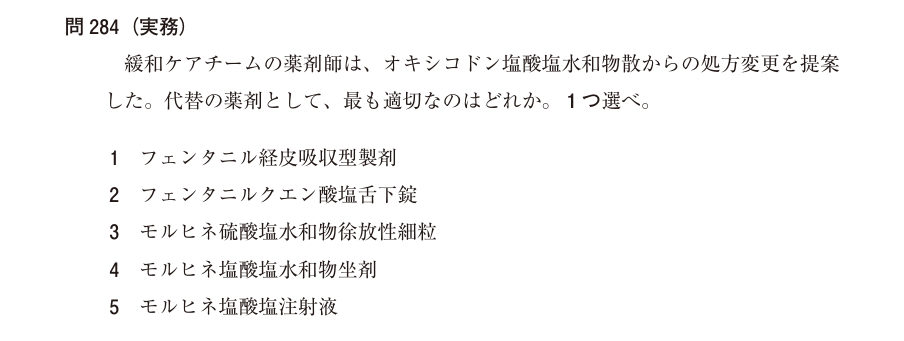 問 284（実務）
緩和ケアチームの薬剤師は、オキシコドン塩酸塩水和物散からの処方変更を提案
した。代替の薬剤として、最も適切なのはどれか。1つ選べ。
1 フェンタニル経皮吸収型製剤
2 フェンタニルクエン酸塩舌下錠
3 モルヒネ硫酸塩水和物徐放性細粒
4 モルヒネ塩酸塩水和物坐剤
5 モルヒネ塩酸塩注射液